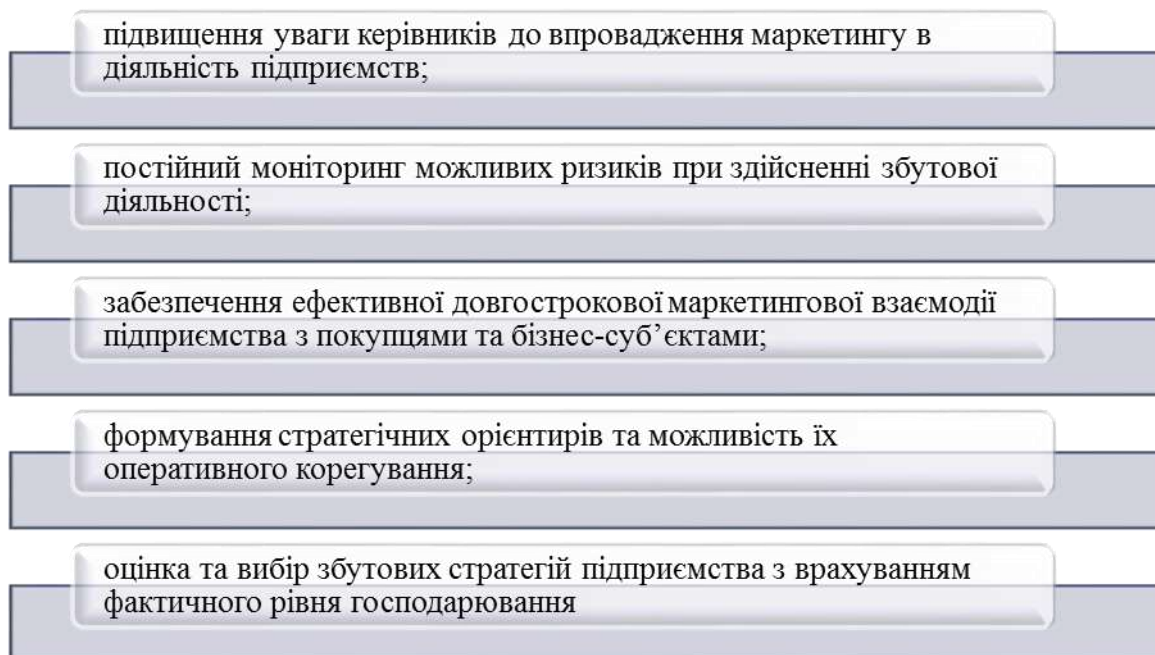 підвищення уваги керівників до впровадження маркетингу в
діяльність підприємств;
постійний моніторинг можливих ризиків при здійсненні збутової
діяльності;
забезпечення ефективної довгострокової маркетингової взаємодії
підприємства з покупцями та бізнес-суб’єктами;
формування стратегічних орієнтирів та можливість їх
оперативного корегування;
оцінка та вибір збутових стратегій підприємства з врахуванням
фактичного рівня господарювання